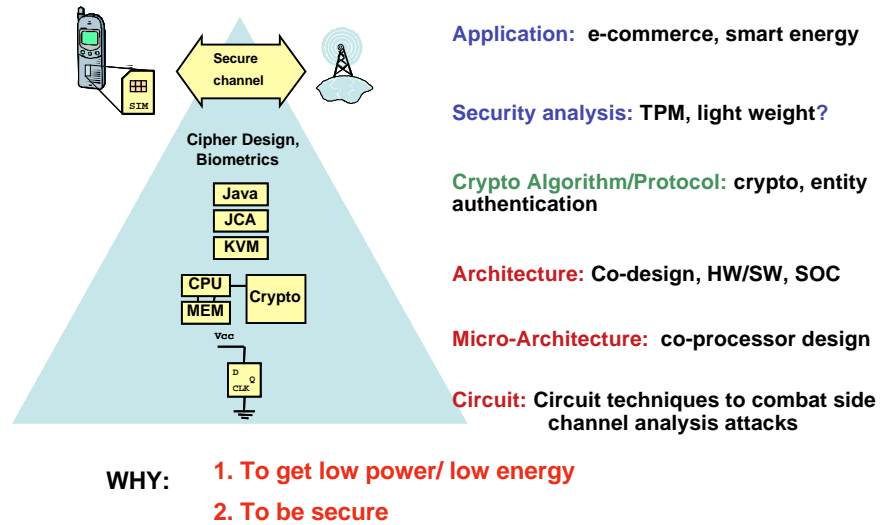 Secure
channel
SIM
Cipher Design,
Biometrics
Java
JCA
KVM
CPU
MEM
Crypto
Vcc
D
Q
CLK
Application: e-commerce, smart energy
Security analysis: TPM, light weight?
Crypto Algorithm/Protocol: crypto, entity
authentication
Architecture: Co-design, HW/SW, SOC
Micro-Architecture: co-processor design
Circuit: Circuit techniques to combat side
channel analysis attacks
WHY:
1. To get low power/ low energy
2. To be secure